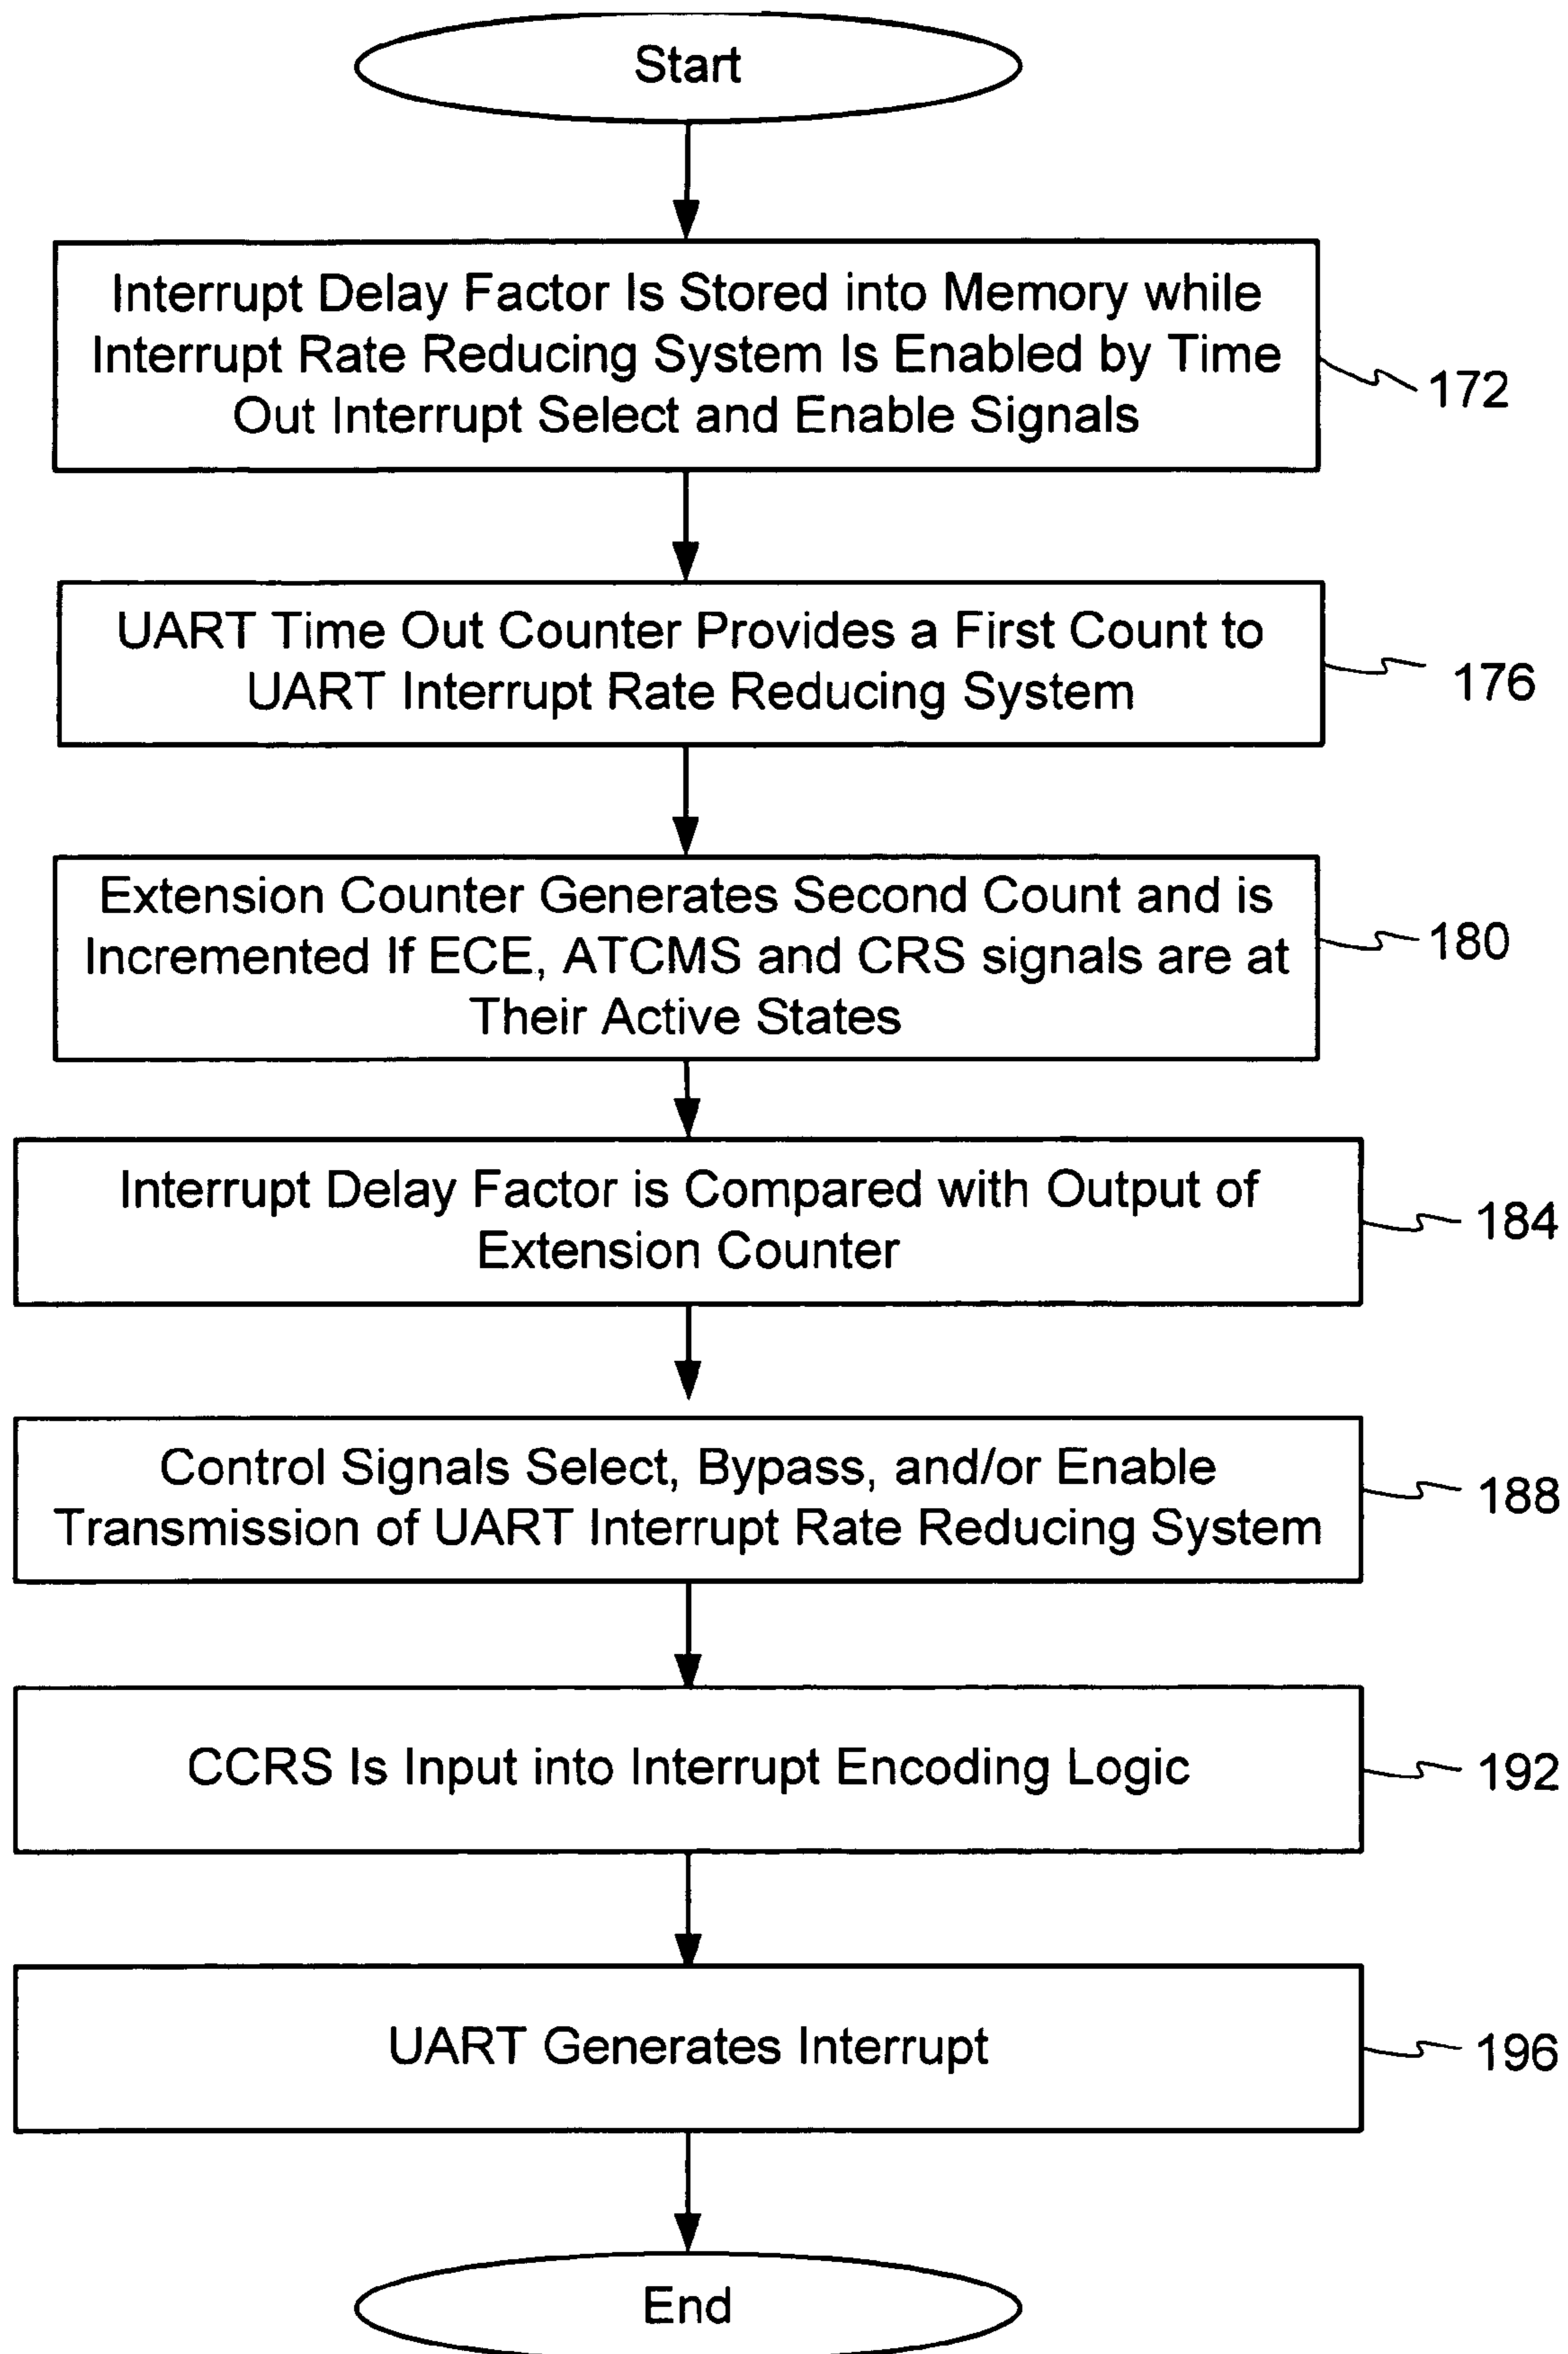 Start
Interrupt Delay Factor Is Stored into Memory while
Interrupt Rate Reducing System Is Enabled by Time
Out Interrupt Select and Enable Signals
172
UART Time Out Counter Provides a First Count to
UART Interrupt Rate Reducing System
176
Extension Counter Generates Second Count and is
Incremented If ECE, ATCMS and CRS signals are at
Their Active States
180
Interrupt Delay Factor is Compared with Output of
Extension Counter
184
Control Signals Select, Bypass, and/or Enable
Transmission of UART Interrupt Rate Reducing System
188
CCRS Is Input into Interrupt Encoding Logic
192
UART Generates Interrupt
196
End